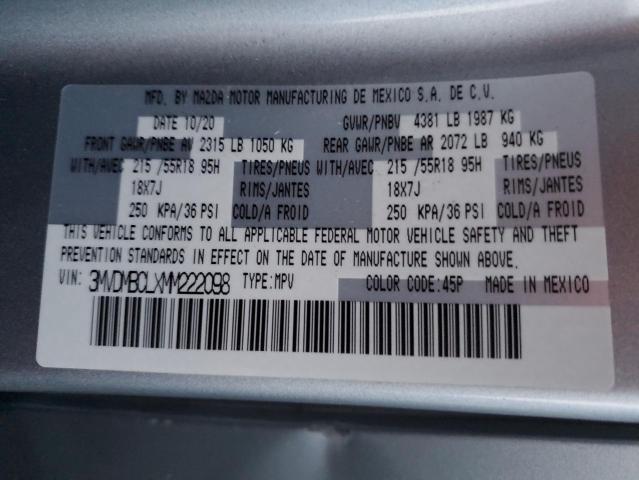 MFD. BY MAZDA MOTOR MANUFACTURING DE MEXICO S.A. DE C.V.
DATE 10/20 GVWR/PNBV 4381 LB 1987 KG
FRONT GAWR/PNBE AV 2315 LB 1050 KG REAR GAWR/PNBE AR 2072 LB 940 KG
WITH/AVEC 215 /55R18 95H TIRES/PNEUS WITH/AVEC 215 /55R18 95H TIRES/PNEUS
18X7J RIMS/JANTES 18X7J RIMS/JANTES
250 KPA/36 PSI COLD/A FROID 250 KPA/36 PSI COLD/A FROID
THIS VEHICLE CONFORMS TO ALL APPLICABLE FEDERAL MOTOR VEHICLE SAFETY AND THEFT
PREVENTION STANDARDS IN EFFECT ON THE DATE OF MANUFACTURE SHOWN ABOVE.
VIN: 3MVDMBCLXMM222098 TYPE:MPV COLOR CODE:45P MADE IN MEXICO